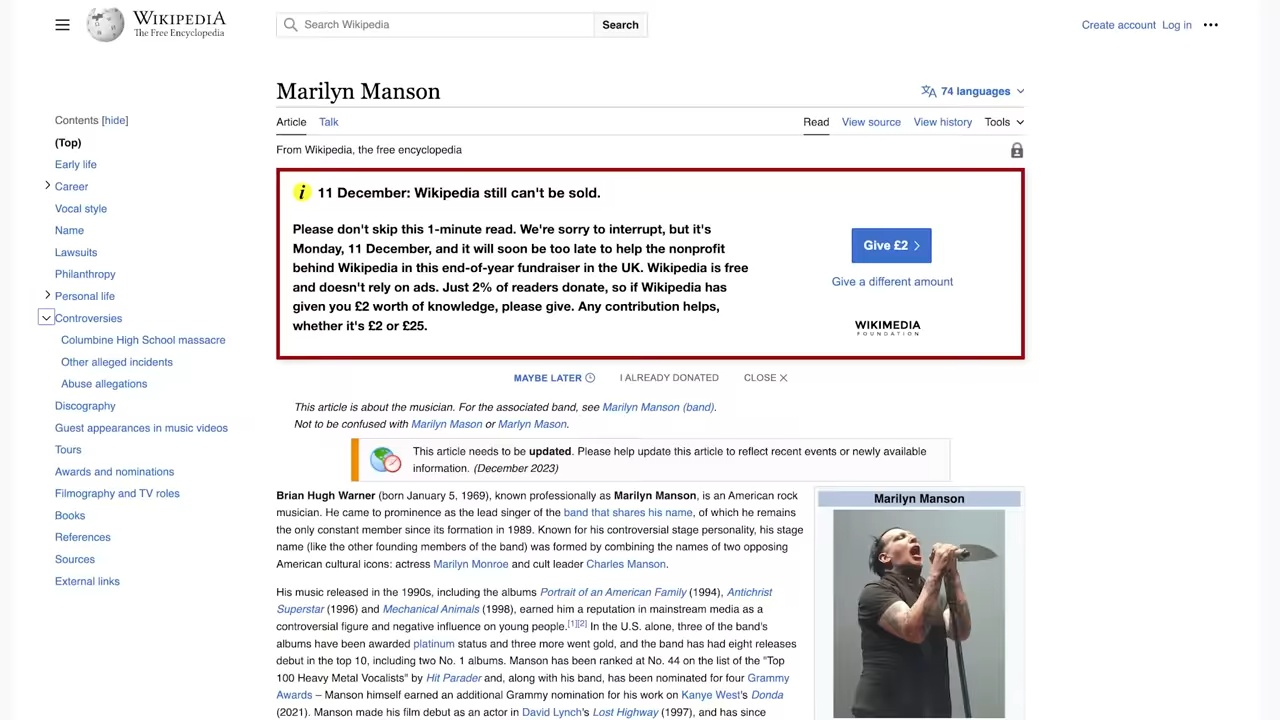 WIKIPEDIA
The Free Encyclopedia
Search Wikipedia
Search
Create account Log in
Marilyn Manson
74 languages
Article Talk
Read View source View history Tools
From Wikipedia, the free encyclopedia
Contents [hide]
(Top)
Early life
Career
Vocal style
Name
Lawsuits
Philanthropy
Personal life
Controversies
Columbine High School massacre
Other alleged incidents
Abuse allegations
Discography
Guest appearances in music videos
Tours
Awards and nominations
Filmography and TV roles
Books
References
Sources
External links
i 11 December: Wikipedia still can't be sold.
Please don't skip this 1-minute read. We're sorry to interrupt, but it's
Monday, 11 December, and it will soon be too late to help the nonprofit
behind Wikipedia in this end-of-year fundraiser in the UK. Wikipedia is free
and doesn't rely on ads. Just 2% of readers donate, so if Wikipedia has
given you £2 worth of knowledge, please give. Any contribution helps,
whether it's £2 or £25.
Give £2
Give a different amount
WIKIMEDIA
FOUNDATION
MAYBE LATER I ALREADY DONATED CLOSE
This article is about the musician. For the associated band, see Marilyn Manson (band).
Not to be confused with Marilyn Mason or Marlyn Mason.
This article needs to be updated. Please help update this article to reflect recent events or newly available
information. (December 2023)
Brian Hugh Warner (born January 5, 1969), known professionally as Marilyn Manson, is an American rock
musician. He came to prominence as the lead singer of the band that shares his name, of which he remains
the only constant member since its formation in 1989. Known for his controversial stage personality, his stage
name (like the other founding members of the band) was formed by combining the names of two opposing
American cultural icons: actress Marilyn Monroe and cult leader Charles Manson.
His music released in the 1990s, including the albums Portrait of an American Family (1994), Antichrist
Superstar (1996) and Mechanical Animals (1998), earned him a reputation in mainstream media as a
controversial figure and negative influence on young people.[1][2] In the U.S. alone, three of the band's
albums have been awarded platinum status and three more went gold, and the band has had eight releases
debut in the top 10, including two No. 1 albums. Manson has been ranked at No. 44 on the list of the "Top
100 Heavy Metal Vocalists" by Hit Parader and, along with his band, has been nominated for four Grammy
Awards – Manson himself earned an additional Grammy nomination for his work on Kanye West's Donda
(2021). Manson made his film debut as an actor in David Lynch's Lost Highway (1997), and has since
Marilyn Manson